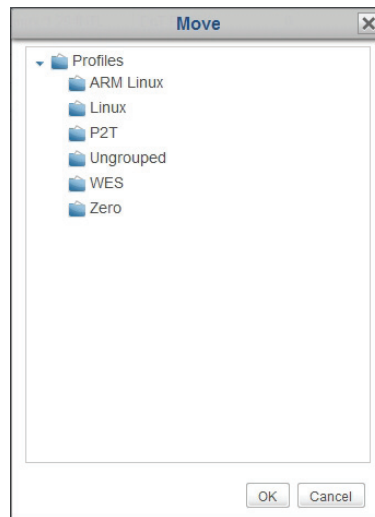 Move
Profiles
ARM Linux
Linux
P2T
Ungrouped
WES
Zero
OK Cancel